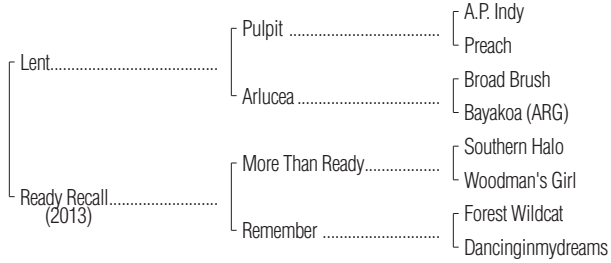 A.P. Indy
Pulpit ........................................
Preach
Lent............................................
Broad Brush
Arlucea ......................................
Bayakoa (ARG)
Southern Halo
More Than Ready....................
Woodman's Girl
Ready Recall.............................
(2013)
Forest Wildcat
Remember ...............................
Dancinginmydreams